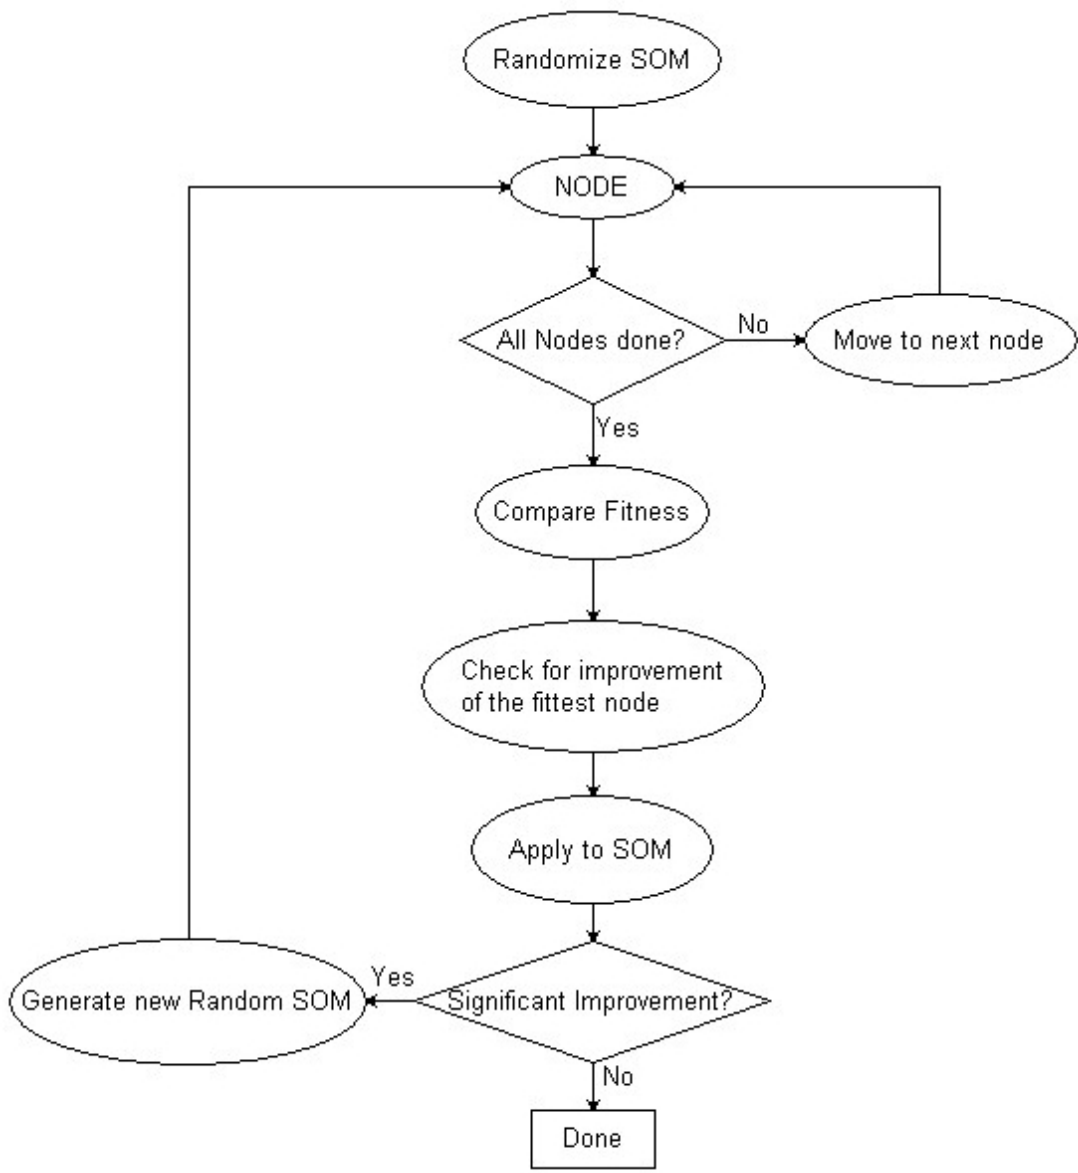 Randomize SOM
NODE
All Nodes done?
No
Move to next node
Yes
Compare Fitness
Check for improvement
of the fittest node
Apply to SOM
Generate new Random SOM
Yes
Significant Improvement?
No
Done